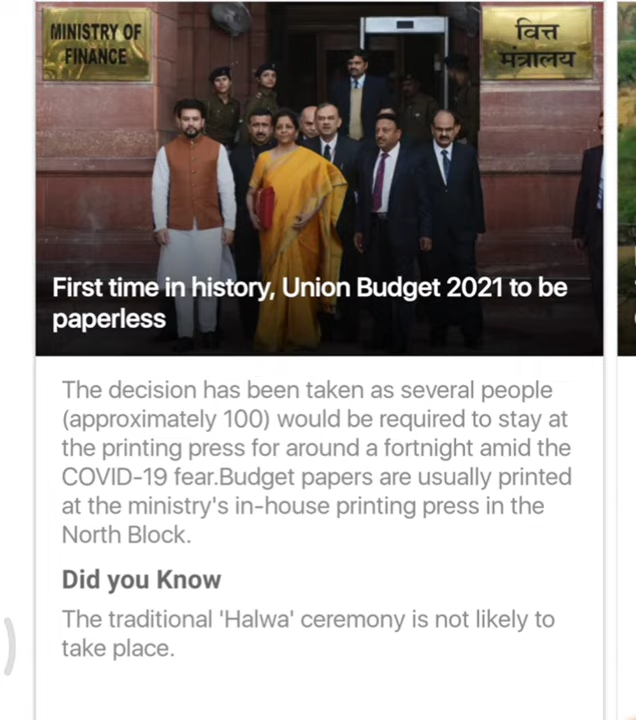 MINISTRY OF
FINANCE
वित्त
मंत्रालय
First time in history, Union Budget 2021 to be
paperless
The decision has been taken as several people
(approximately 100) would be required to stay at
the printing press for around a fortnight amid the
COVID-19 fear.Budget papers are usually printed
at the ministry's in-house printing press in the
North Block.
Did you Know
The traditional 'Halwa' ceremony is not likely to
take place.